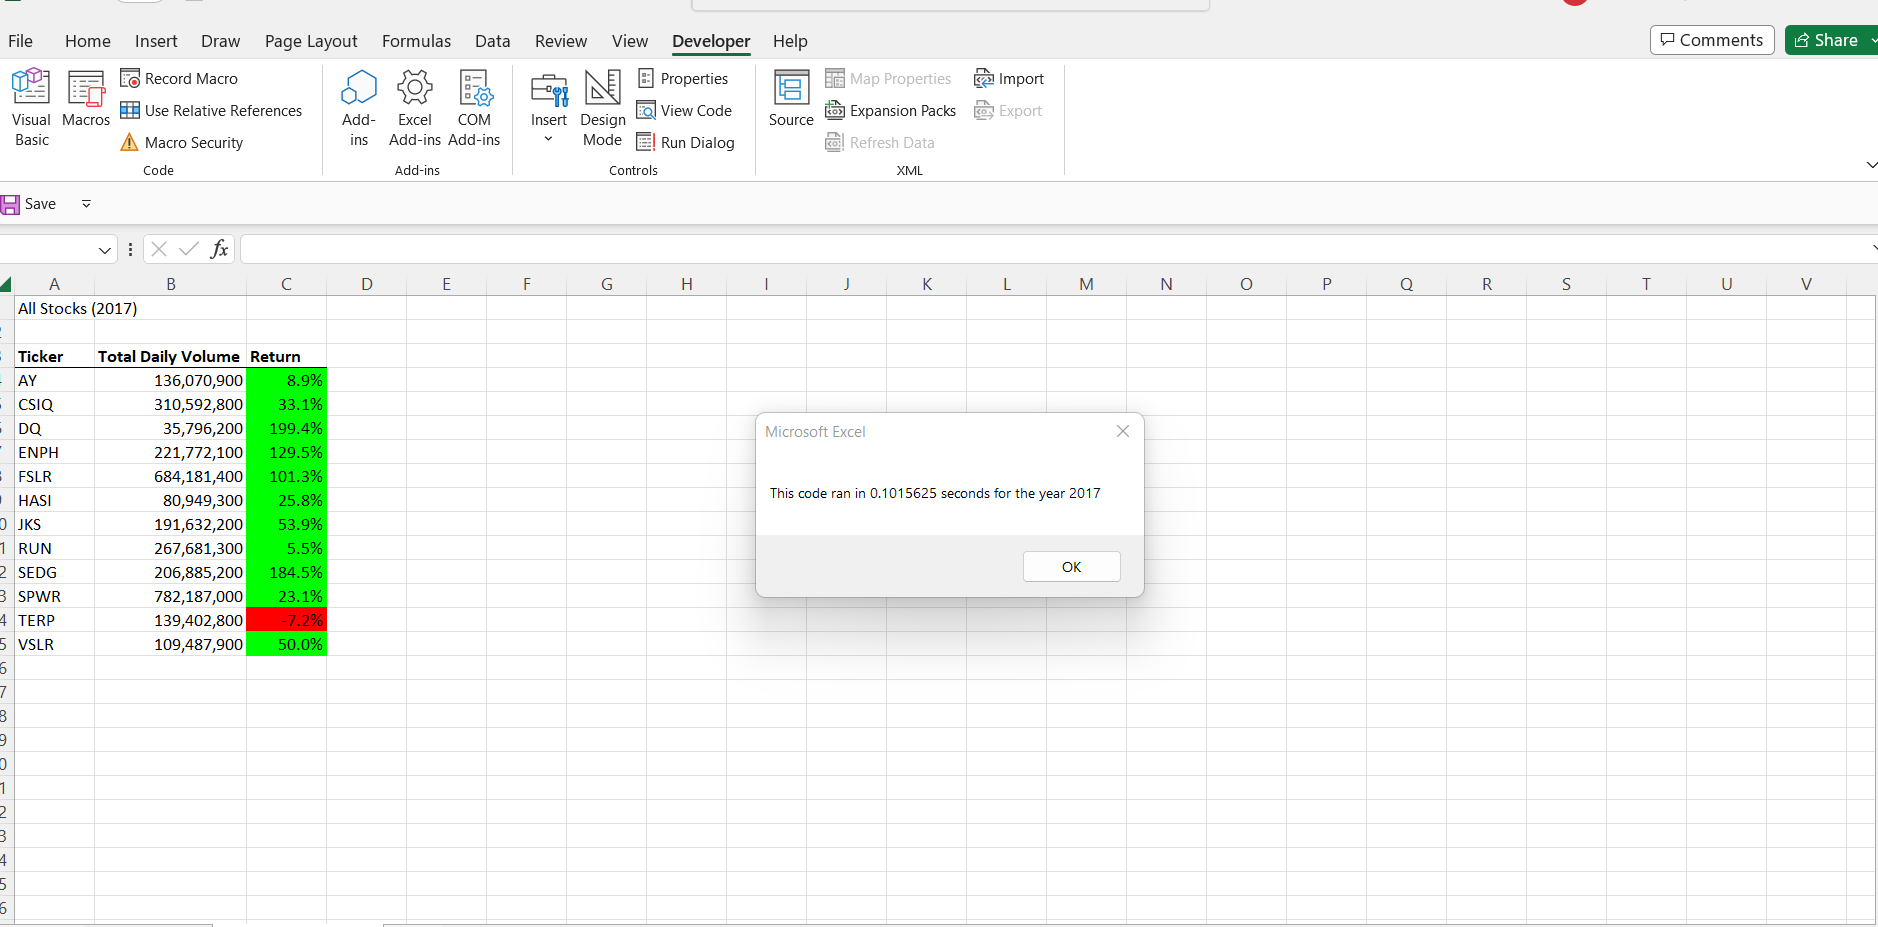 File Home Insert Draw Page Layout Formulas Data Review View Developer Help Comments Share
Record Macro Properties Map Properties Import
Visual Basic Macros Use Relative References Add-ins Excel Add-ins COM Add-ins Insert Design Mode View Code Source Expansion Packs Export
Macro Security Run Dialog Refresh Data
Code Add-ins Controls XML
Save
fx
A B C D E F G H I J K L M N O P Q R S T U V
All Stocks (2017)
Ticker Total Daily Volume Return
AY 136,070,900 8.9%
CSIQ 310,592,800 33.1%
DQ 35,796,200 199.4%
ENPH 221,772,100 129.5%
FSLR 684,181,400 101.3%
HASI 80,949,300 25.8%
JKS 191,632,200 53.9%
RUN 267,681,300 5.5%
SEDG 206,885,200 184.5%
SPWR 782,187,000 23.1%
TERP 139,402,800 -7.2%
VSLR 109,487,900 50.0%
Microsoft Excel
This code ran in 0.1015625 seconds for the year 2017
OK